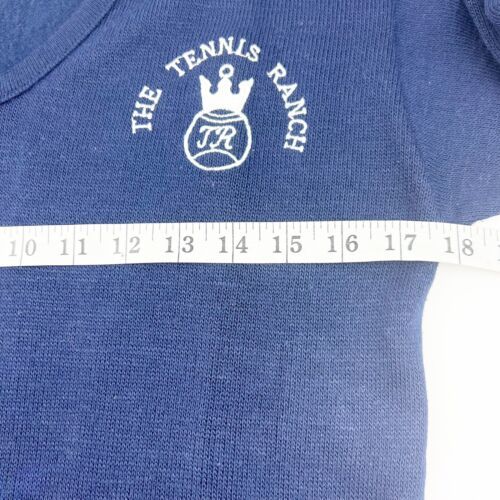 THE TENNIS RANCH
TR
10 11 12 13 14 15 16 17 18